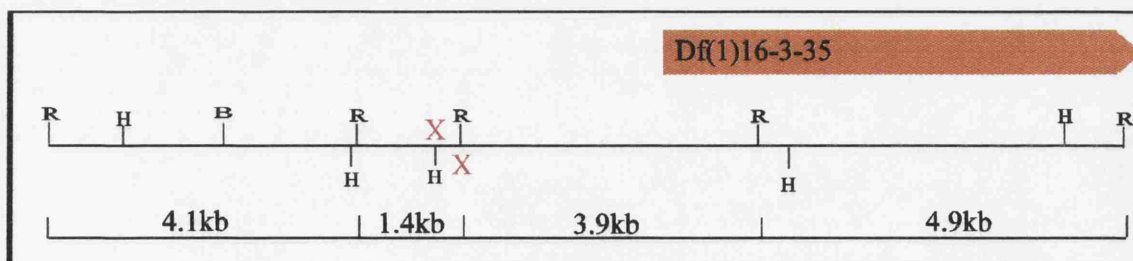 Df(1)16-3-35
R H B R X R R H R
H H X H
4.1kb 1.4kb 3.9kb 4.9kb